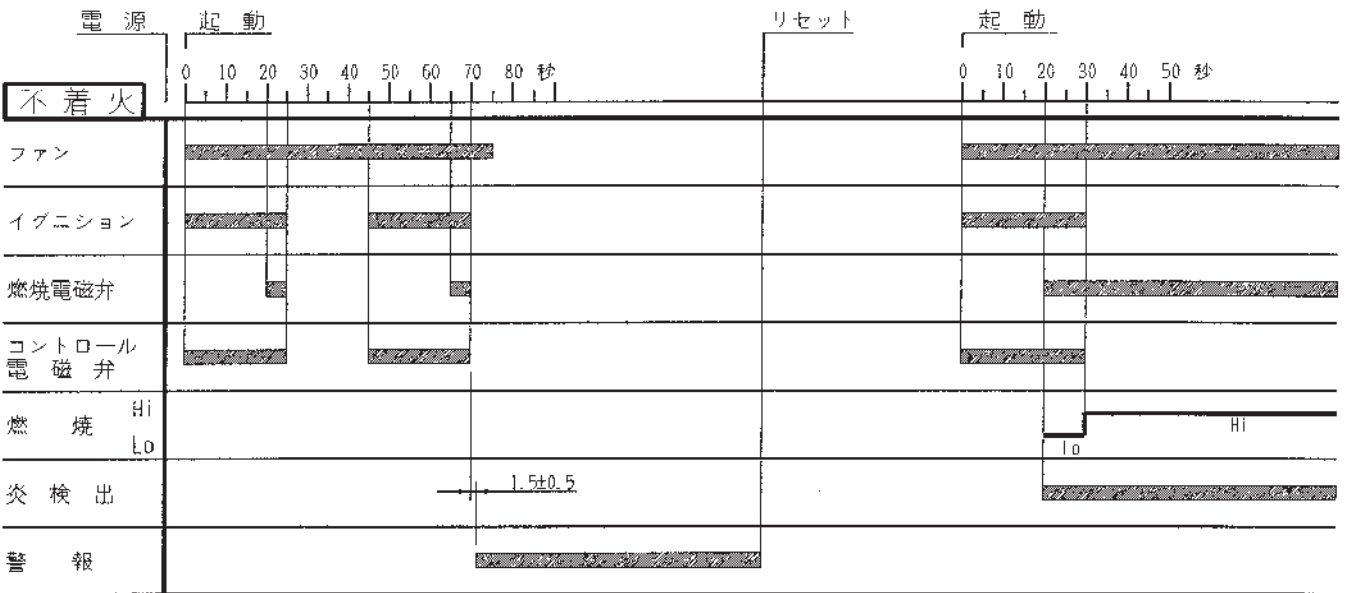 電源 起動 リセット 起動
0 10 20 30 40 50 60 70 80 秒 0 10 20 30 40 50 秒
不着火
ファン
イグニション
燃焼電磁弁
コントロール
電磁弁
燃焼 Hi
Lo
Hi
lo
炎検出 1.5±0.5
警報